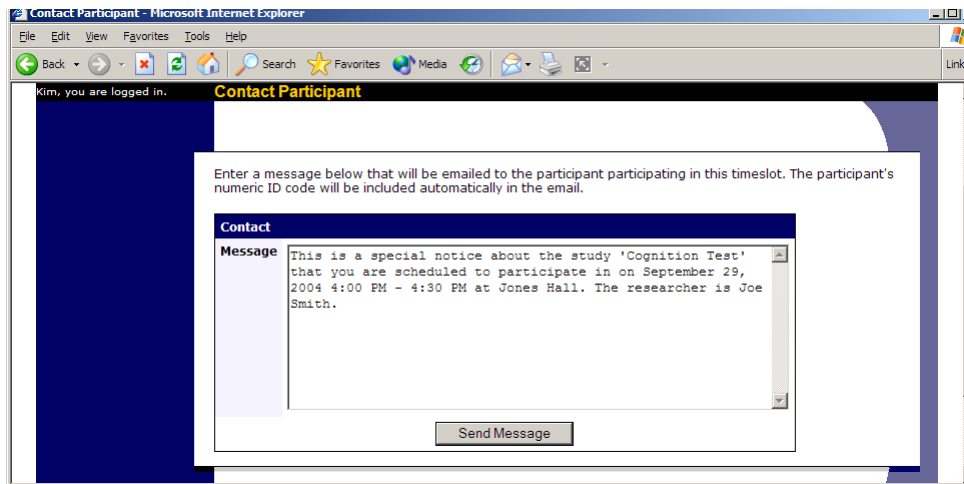 Contact Participant - Microsoft Internet Explorer
File Edit View Favorites Tools Help
Back Search Favorites Media Link
Kim, you are logged in. Contact Participant
Enter a message below that will be emailed to the participant participating in this timeslot. The participant's
numeric ID code will be included automatically in the email.
Contact
Message
This is a special notice about the study 'Cognition Test'
that you are scheduled to participate in on September 29,
2004 4:00 PM - 4:30 PM at Jones Hall. The researcher is Joe
Smith.
Send Message